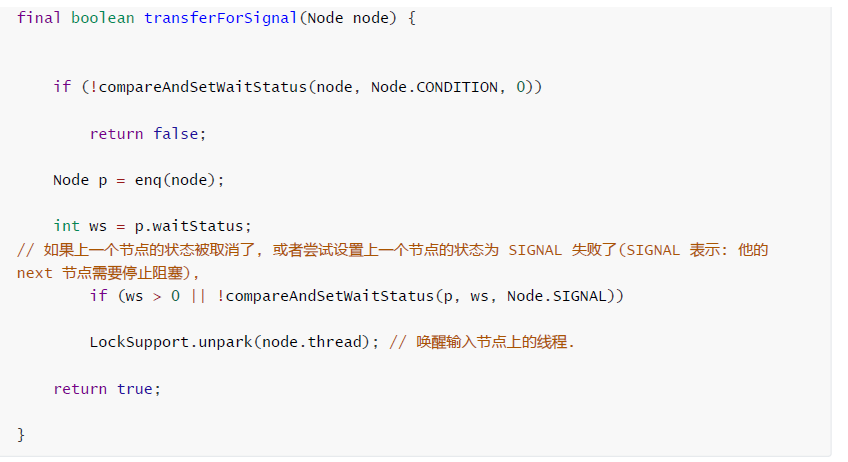 final boolean transferForSignal(Node node) {
if (!compareAndSetWaitStatus(node, Node.CONDITION, 0))
return false;
Node p = enq(node);
int ws = p.waitStatus;
// 如果上一个节点的状态被取消了, 或者尝试设置上一个节点的状态为 SIGNAL 失败了(SIGNAL 表示: 他的
next 节点需要停止阻塞),
if (ws > 0 || !compareAndSetWaitStatus(p, ws, Node.SIGNAL))
LockSupport.unpark(node.thread); // 唤醒输入节点上的线程.
return true;
}